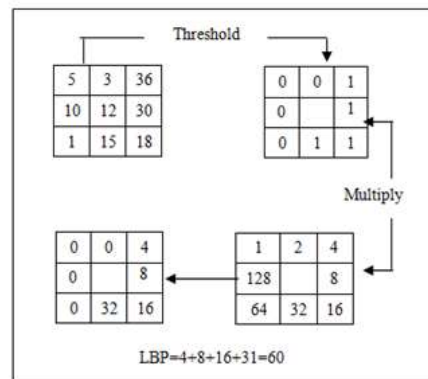 Threshold
5 3 36
10 12 30
1 15 18
0 0 1
0 1
0 1 1
Multiply
0 0 4
0 8
0 32 16
1 2 4
128 8
64 32 16
LBP=4+8+16+31=60